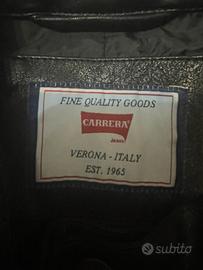 FINE QUALITY GOODS
CARRERA
Jeans
VERONA - ITALY
EST. 1965
subito